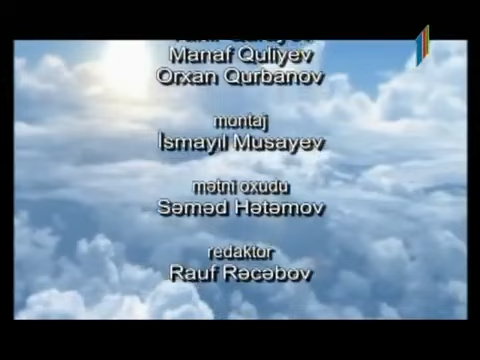 Manaf Quliyev
Orxan Qurbanov
montaj
İsmayıl Musayev
mətni oxudu
Səməd Hətəmov
redaktor
Rauf Rəcəbov